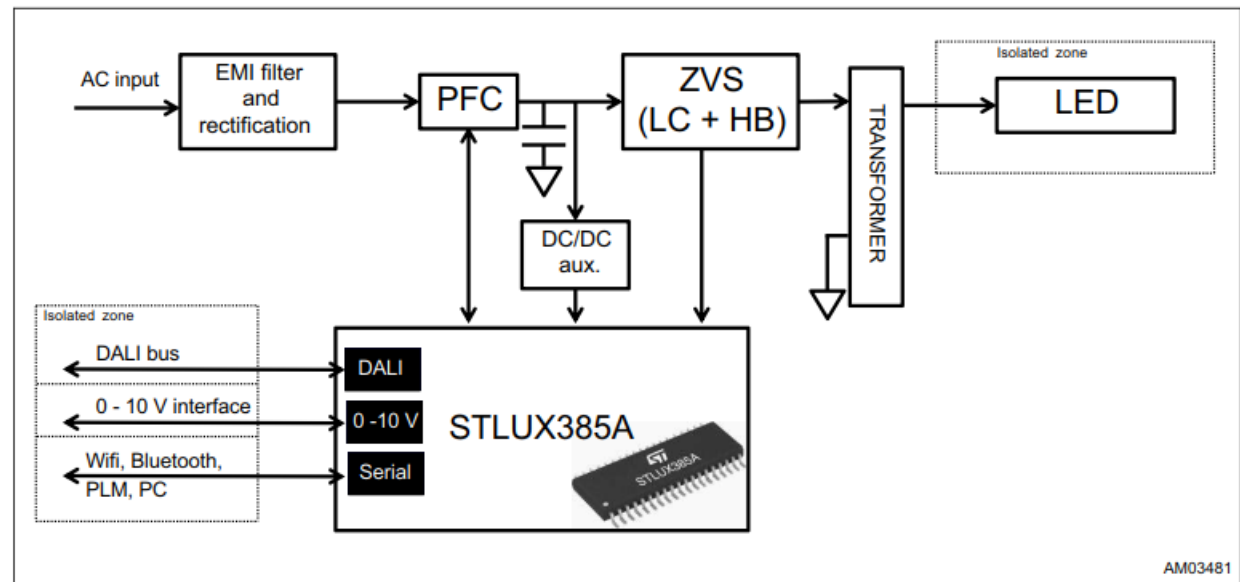 AC input
EMI filter
and
rectification
PFC
ZVS
(LC + HB)
TRANSFORMER
Isolated zone
LED
DC/DC
aux.
Isolated zone
DALI bus
DALI
0 - 10 V interface
0 -10 V
Wifi, Bluetooth,
PLM, PC
Serial
STLUX385A
ST
STLUX385A
AM03481